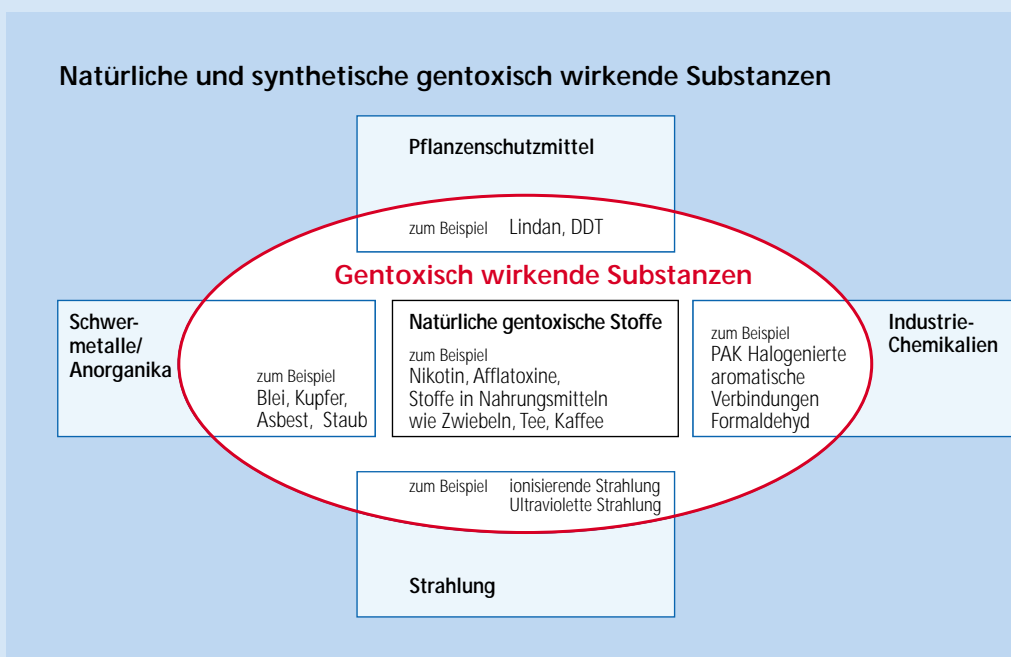 Natürliche und synthetische gentoxisch wirkende Substanzen
Pflanzenschutzmittel
zum Beispiel Lindan, DDT
Gentoxisch wirkende Substanzen
Schwer-
metalle/
Anorganika
zum Beispiel
Blei, Kupfer,
Asbest, Staub
Natürliche gentoxische Stoffe
zum Beispiel
Nikotin, Afflatoxine,
Stoffe in Nahrungsmitteln
wie Zwiebeln, Tee, Kaffee
zum Beispiel
PAK Halogenierte
aromatische
Verbindungen
Formaldehyd
Industrie-
Chemikalien
zum Beispiel ionisierende Strahlung
Ultraviolette Strahlung
Strahlung